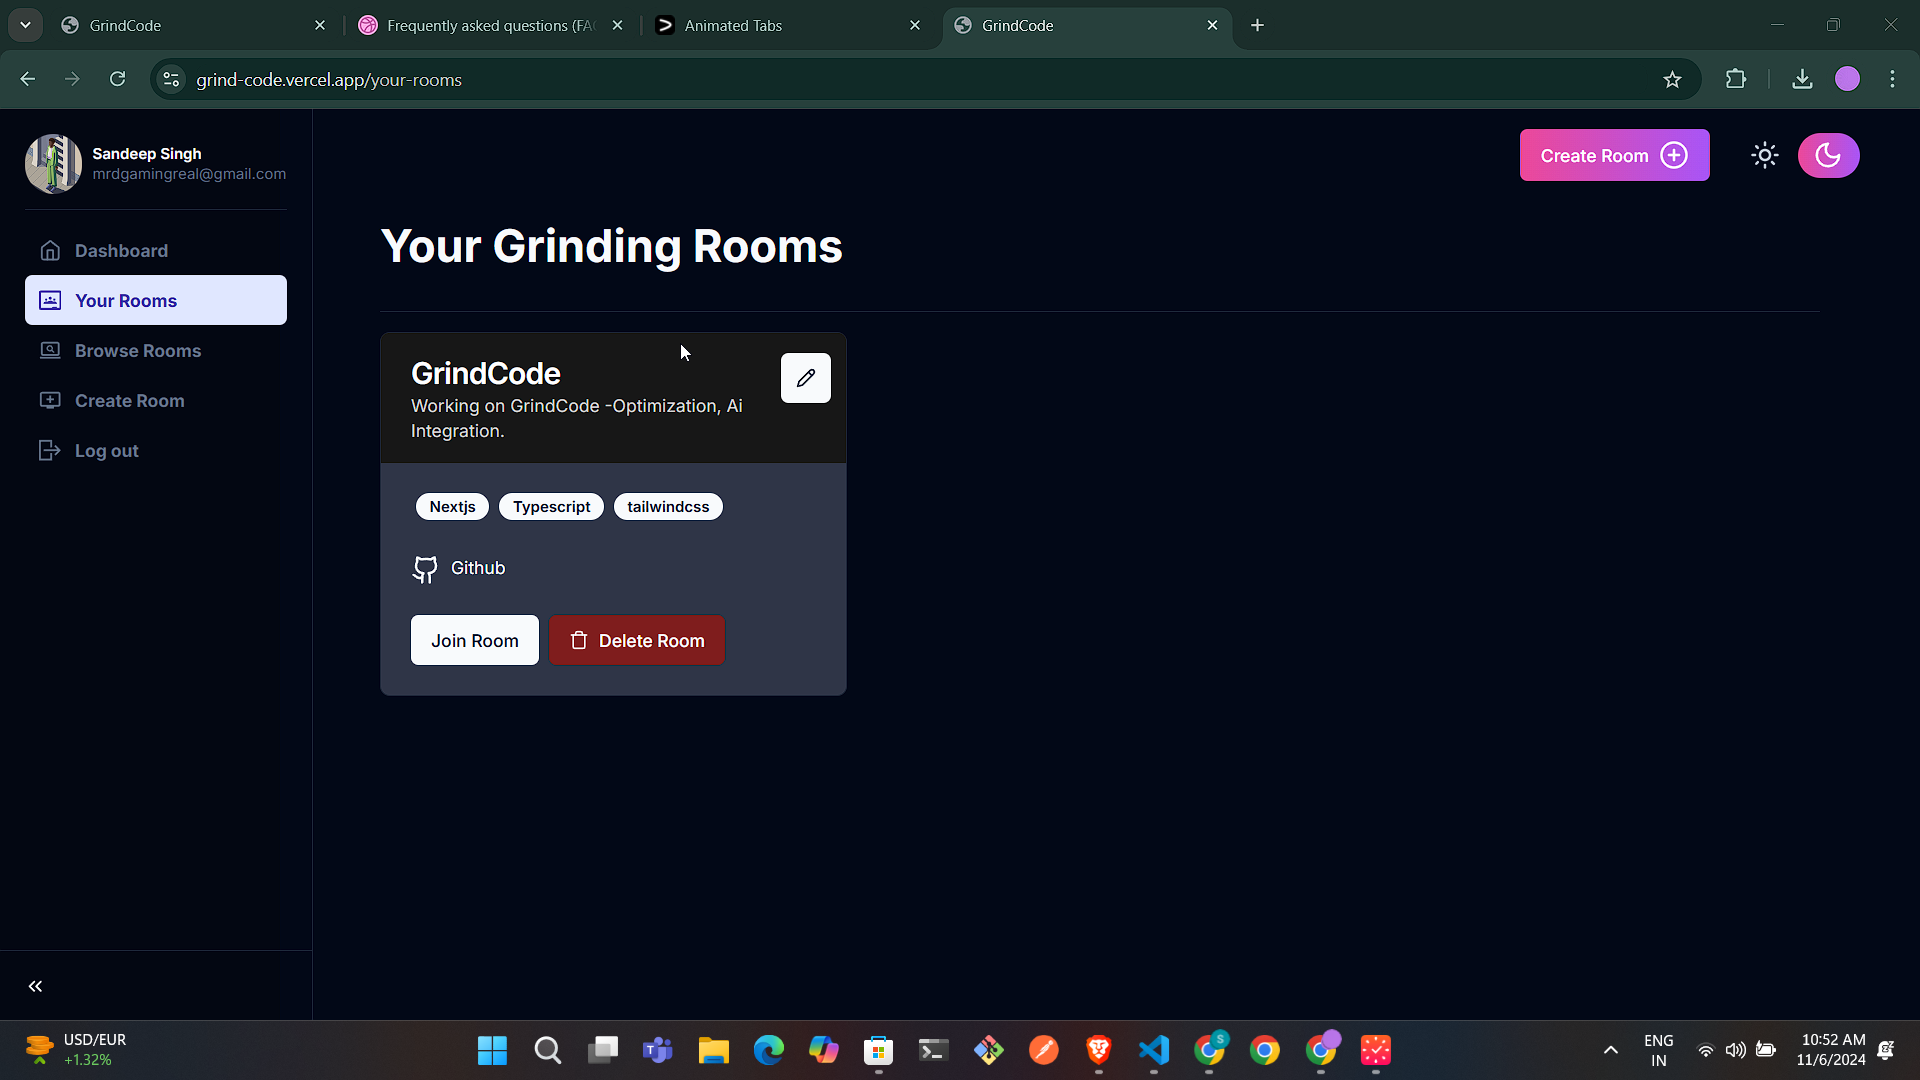 GrindCode
Frequently asked questions (FA
Animated Tabs
GrindCode
grind-code.vercel.app/your-rooms
Sandeep Singh
mrdgamingreal@gmail.com
Dashboard
Your Rooms
Browse Rooms
Create Room
Log out
Create Room
Your Grinding Rooms
GrindCode
Working on GrindCode -Optimization, Ai
Integration.
Nextjs Typescript tailwindcss
Github
Join Room Delete Room
USD/EUR
+1.32%
S
ENG
IN
10:52 AM
11/6/2024